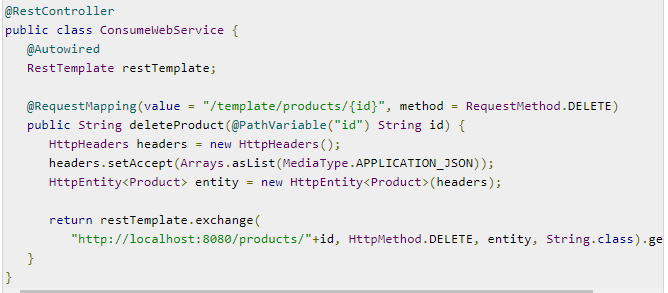 @RestController
public class ConsumeWebService {
@Autowired
RestTemplate restTemplate;
@RequestMapping(value = "/template/products/{id}", method = RequestMethod.DELETE)
public String deleteProduct(@PathVariable("id") String id) {
HttpHeaders headers = new HttpHeaders();
headers.setAccept(Arrays.asList(MediaType.APPLICATION_JSON));
HttpEntity<Product> entity = new HttpEntity<Product>(headers);
return restTemplate.exchange(
"http://localhost:8080/products/"+id, HttpMethod.DELETE, entity, String.class).ge
}
}